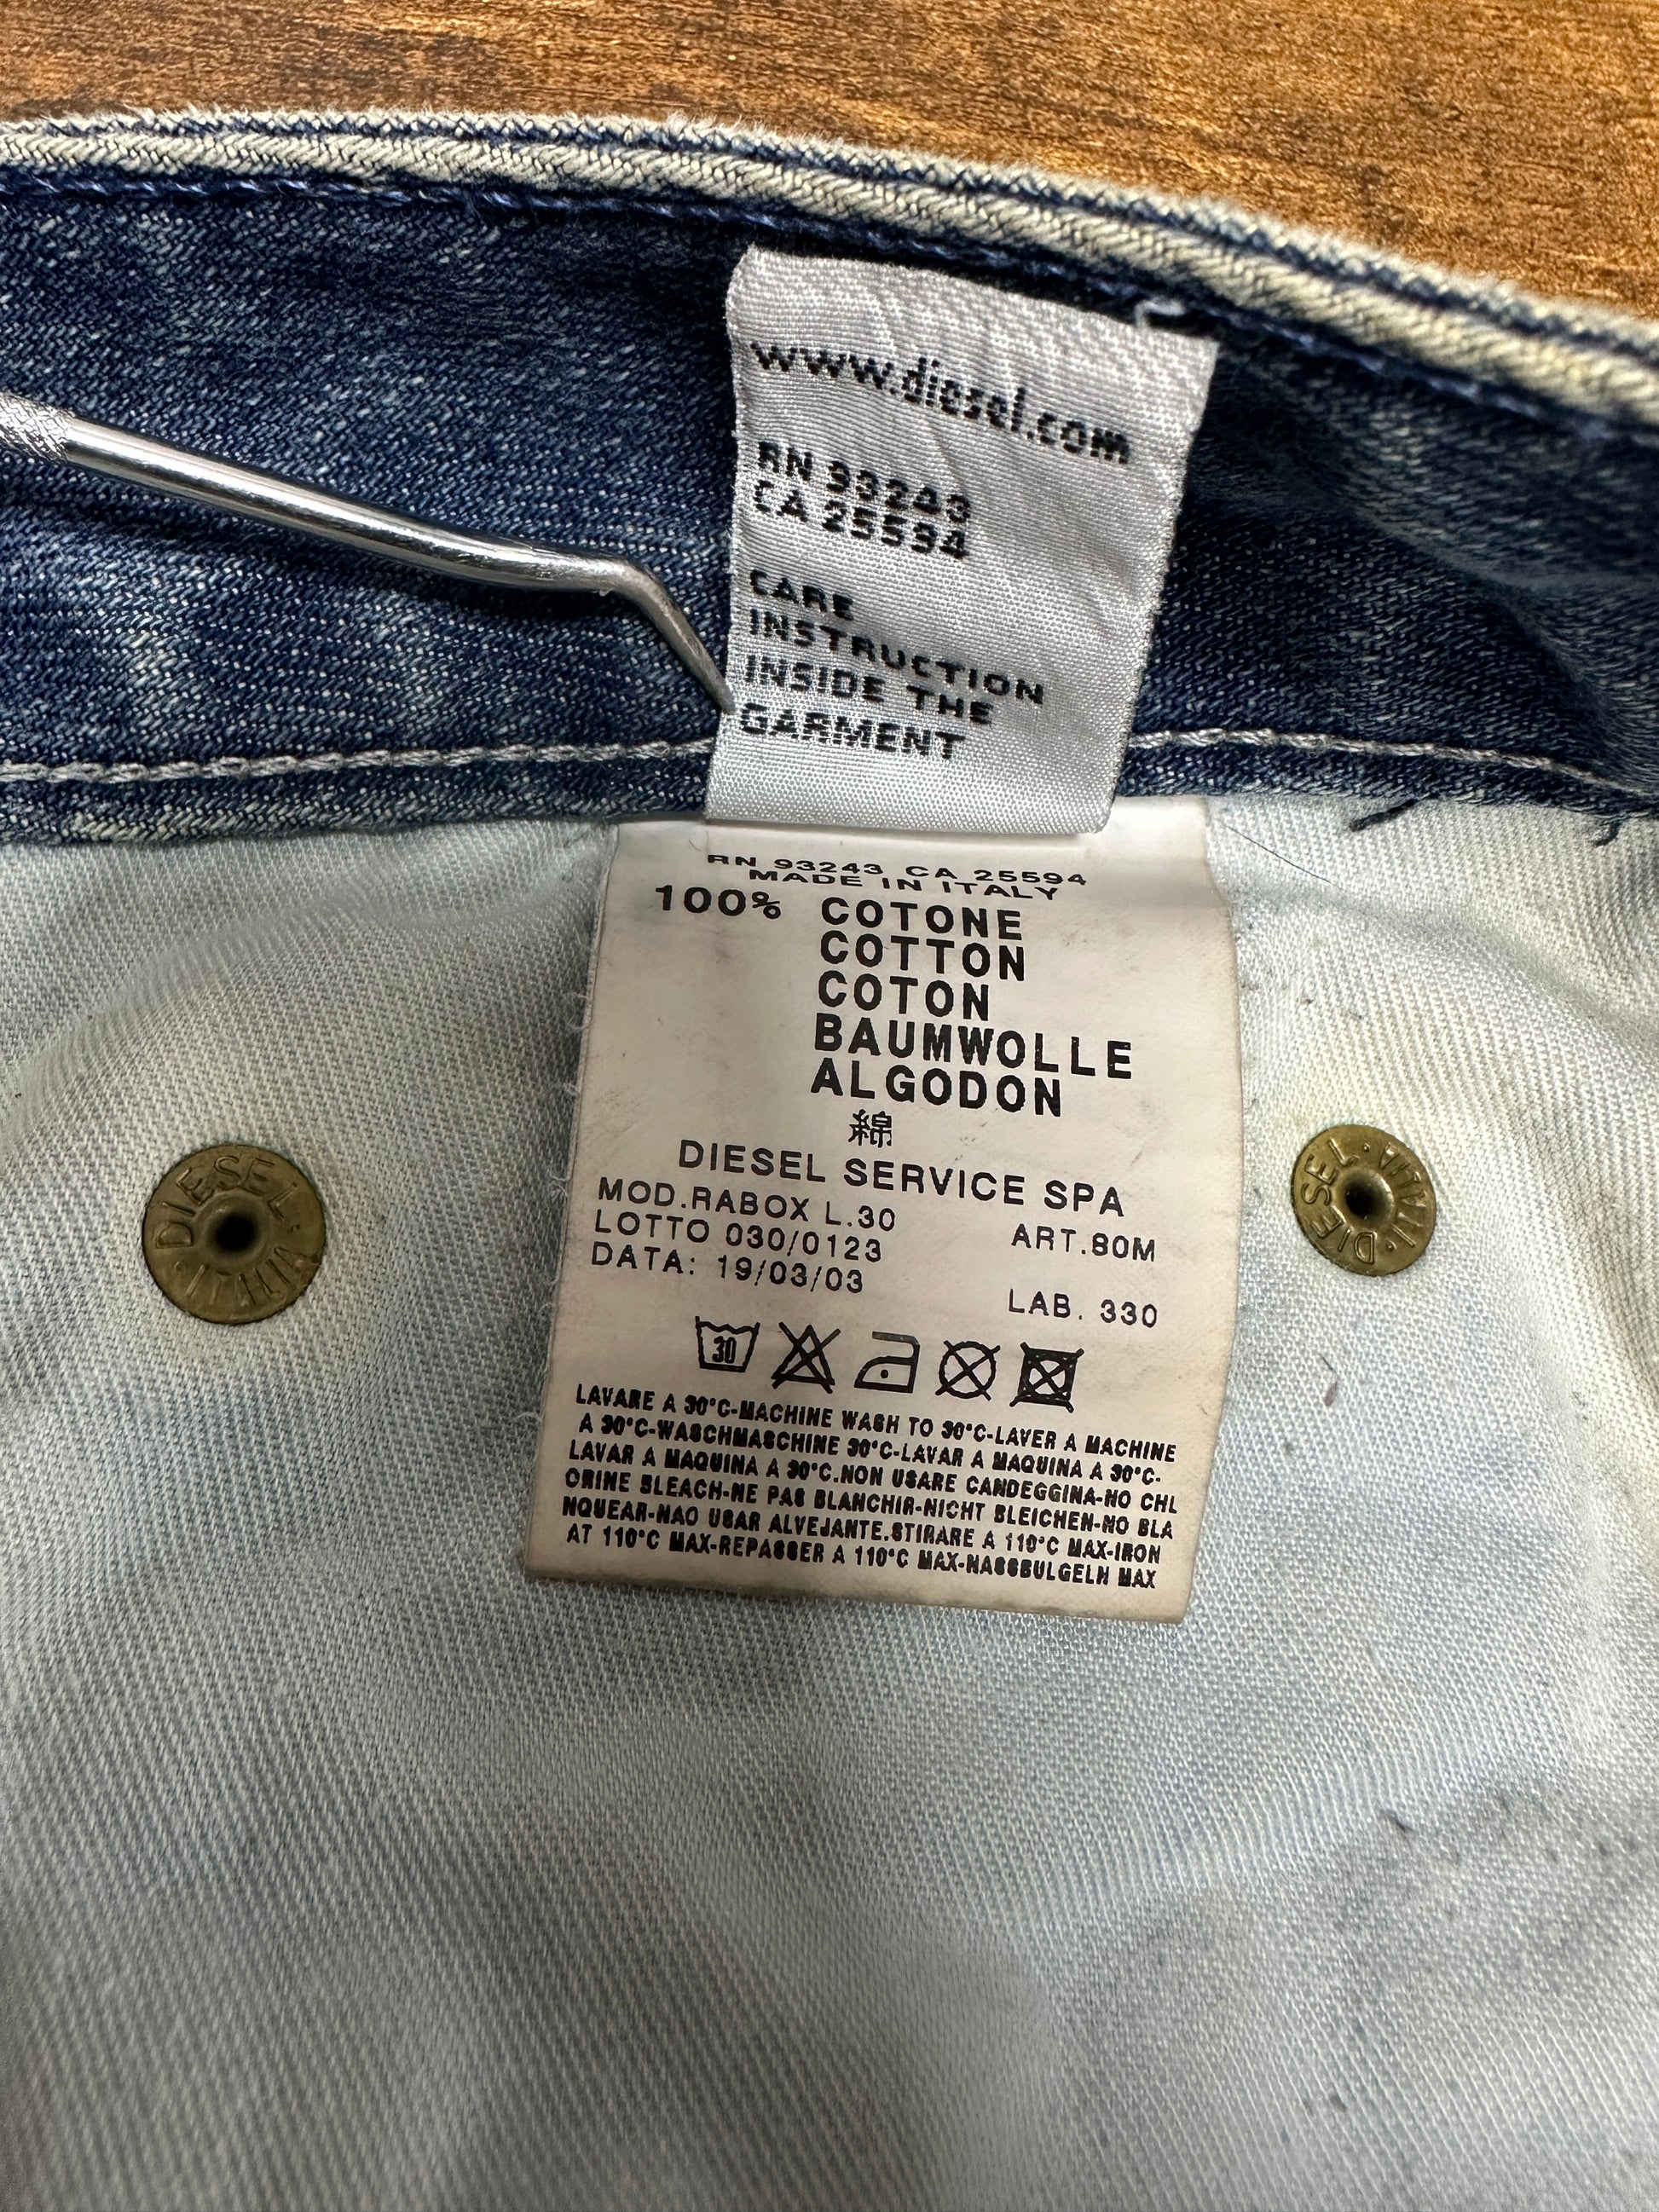 www.diesel.com
RN 93243
CA 25594
CARE
INSTRUCTION
INSIDE THE
GARMENT
RN 93243 CA 25594
MADE IN ITALY
100% COTONE
COTTON
COTON
BAUMWOLLE
ALGODON
綿
DIESEL SERVICE SPA
MOD.RABOX L.30
LOTTO 030/0123 ART.80M
DATA: 19/03/03
LAB. 330
30
LAVARE A 30°C-MACHINE WASH TO 30°C-LAVER A MACHINE
A 30°C-WASCHMASCHINE 30°C-LAVAR A MAQUINA A 30°C-
LAVAR A MAQUINA A 30°C.NON USARE CANDEGGINA-NO CHL
ORINE BLEACH-NE PAS BLANCHIR-NICHT BLEICHEN-NO BLA
NQUEAR-NAO USAR ALVEJANTE.STIRARE A 110°C MAX-IRON
AT 110°C MAX-REPASSER A 110°C MAX-NASSBULGELN MAX
DIESEL
DIESEL